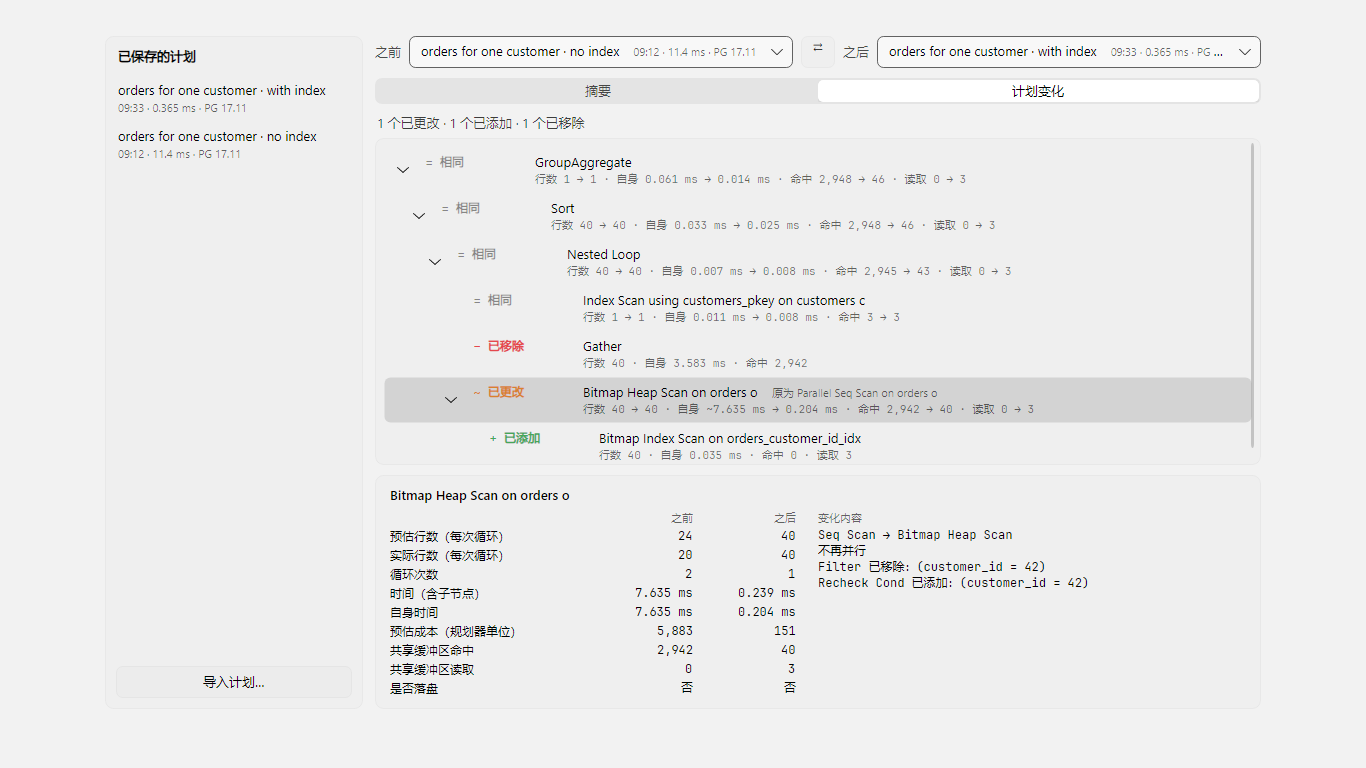 已保存的计划
orders for one customer · with index
09:33 · 0.365 ms · PG 17.11
orders for one customer · no index
09:12 · 11.4 ms · PG 17.11
导入计划...
之前 orders for one customer · no index 09:12 · 11.4 ms · PG 17.11 ⇄ 之后 orders for one customer · with index 09:33 · 0.365 ms · PG ...
摘要 计划变化
1 个已更改 · 1 个已添加 · 1 个已移除
= 相同 GroupAggregate
行数 1 → 1 · 自身 0.061 ms → 0.014 ms · 命中 2,948 → 46 · 读取 0 → 3
= 相同 Sort
行数 40 → 40 · 自身 0.033 ms → 0.025 ms · 命中 2,948 → 46 · 读取 0 → 3
= 相同 Nested Loop
行数 40 → 40 · 自身 0.007 ms → 0.008 ms · 命中 2,945 → 43 · 读取 0 → 3
= 相同 Index Scan using customers_pkey on customers c
行数 1 → 1 · 自身 0.011 ms → 0.008 ms · 命中 3 → 3
− 已移除 Gather
行数 40 · 自身 3.583 ms · 命中 2,942
~ 已更改 Bitmap Heap Scan on orders o 原为 Parallel Seq Scan on orders o
行数 40 → 40 · 自身 ~7.635 ms → 0.204 ms · 命中 2,942 → 40 · 读取 0 → 3
+ 已添加 Bitmap Index Scan on orders_customer_id_idx
行数 40 · 自身 0.035 ms · 命中 0 · 读取 3
Bitmap Heap Scan on orders o
之前 之后
预估行数（每次循环） 24 40
实际行数（每次循环） 20 40
循环次数 2 1
时间（含子节点） 7.635 ms 0.239 ms
自身时间 7.635 ms 0.204 ms
预估成本（规划器单位） 5,883 151
共享缓冲区命中 2,942 40
共享缓冲区读取 0 3
是否落盘 否 否
变化内容
Seq Scan → Bitmap Heap Scan
不再并行
Filter 已移除: (customer_id = 42)
Recheck Cond 已添加: (customer_id = 42)